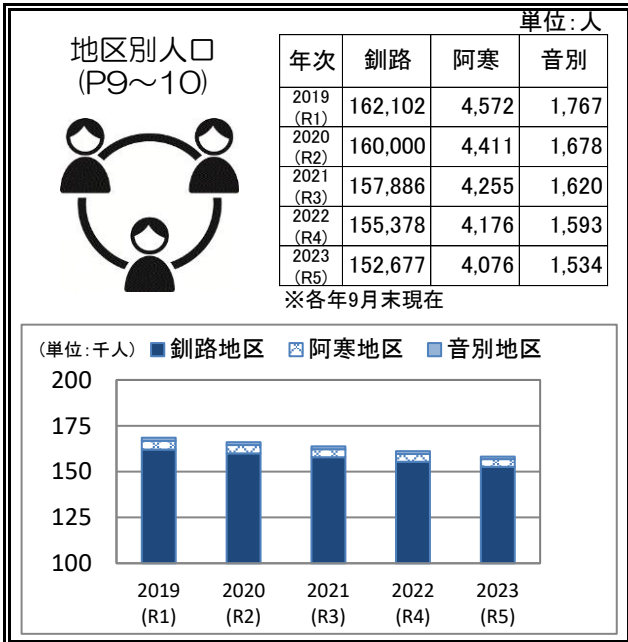 地区別人口
(P9～10)
単位：人
年次 釧路 阿寒 音別
2019
(R1) 162,102 4,572 1,767
2020
(R2) 160,000 4,411 1,678
2021
(R3) 157,886 4,255 1,620
2022
(R4) 155,378 4,176 1,593
2023
(R5) 152,677 4,076 1,534
※各年9月末現在
(単位：千人) 釧路地区 阿寒地区 音別地区
200
175
150
125
100
2019 2020 2021 2022 2023
(R1) (R2) (R3) (R4) (R5)